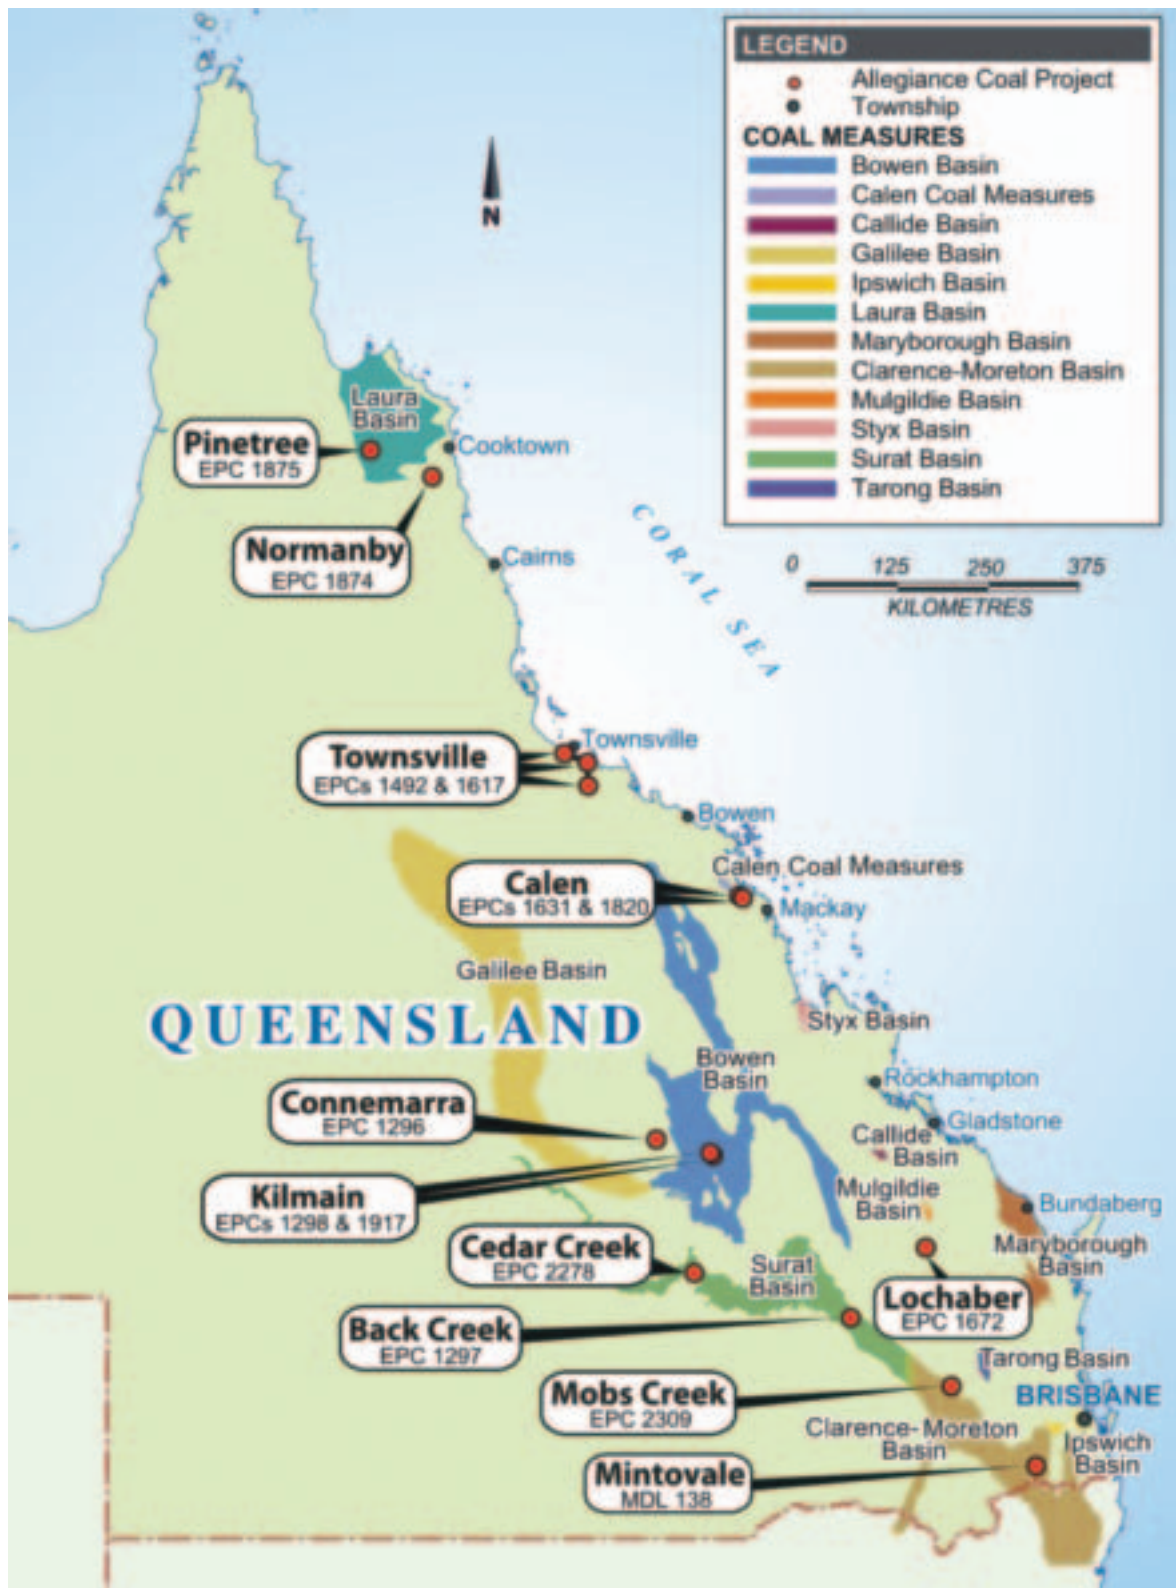 LEGEND
Allegiance Coal Project
Township
COAL MEASURES
Bowen Basin
Calen Coal Measures
Callide Basin
Galilee Basin
Ipswich Basin
Laura Basin
Maryborough Basin
Clarence-Moreton Basin
Mulgildie Basin
Styx Basin
Surat Basin
Tarong Basin
N
0 125 250 375
KILOMETRES
Laura
Basin
Pinetree
EPC 1875
Cooktown
Normanby
EPC 1874
Cairns
CORAL SEA
Townsville
EPCs 1492 & 1617
Townsville
Bowen
Calen Coal Measures
Calen
EPCs 1631 & 1820
Mackay
Galilee Basin
QUEENSLAND
Styx Basin
Bowen
Basin
Rockhampton
Connemarra
EPC 1296
Gladstone
Callide
Basin
Kilmain
EPCs 1298 & 1917
Mulgildie
Basin
Bundaberg
Cedar Creek
EPC 2278
Surat
Basin
Maryborough
Basin
Lochaber
EPC 1672
Back Creek
EPC 1297
Tarong Basin
Mobs Creek
EPC 2309
BRISBANE
Clarence-Moreton
Basin
Ipswich
Basin
Mintovale
MDL 138